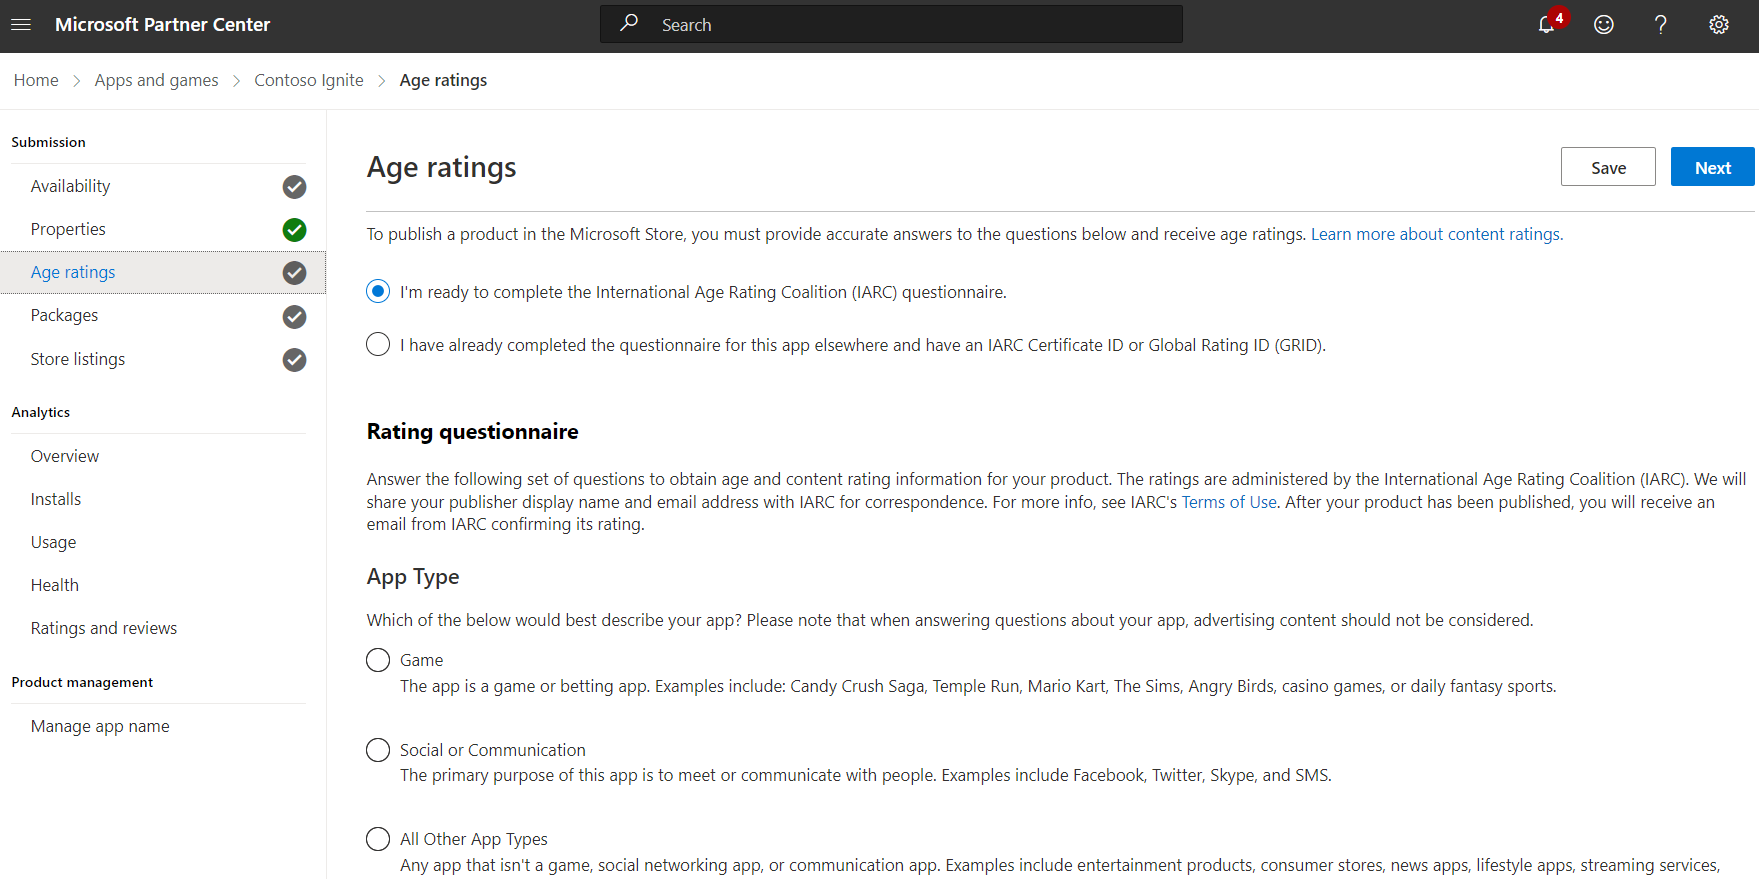 Microsoft Partner Center
Search
4
Home > Apps and games > Contoso Ignite > Age ratings
Submission
Availability
Properties
Age ratings
Packages
Store listings
Analytics
Overview
Installs
Usage
Health
Ratings and reviews
Product management
Manage app name
Age ratings
Save
Next
To publish a product in the Microsoft Store, you must provide accurate answers to the questions below and receive age ratings. Learn more about content ratings.
I'm ready to complete the International Age Rating Coalition (IARC) questionnaire.
I have already completed the questionnaire for this app elsewhere and have an IARC Certificate ID or Global Rating ID (GRID).
Rating questionnaire
Answer the following set of questions to obtain age and content rating information for your product. The ratings are administered by the International Age Rating Coalition (IARC). We will
share your publisher display name and email address with IARC for correspondence. For more info, see IARC's Terms of Use. After your product has been published, you will receive an
email from IARC confirming its rating.
App Type
Which of the below would best describe your app? Please note that when answering questions about your app, advertising content should not be considered.
Game
The app is a game or betting app. Examples include: Candy Crush Saga, Temple Run, Mario Kart, The Sims, Angry Birds, casino games, or daily fantasy sports.
Social or Communication
The primary purpose of this app is to meet or communicate with people. Examples include Facebook, Twitter, Skype, and SMS.
All Other App Types
Any app that isn't a game, social networking app, or communication app. Examples include entertainment products, consumer stores, news apps, lifestyle apps, streaming services,